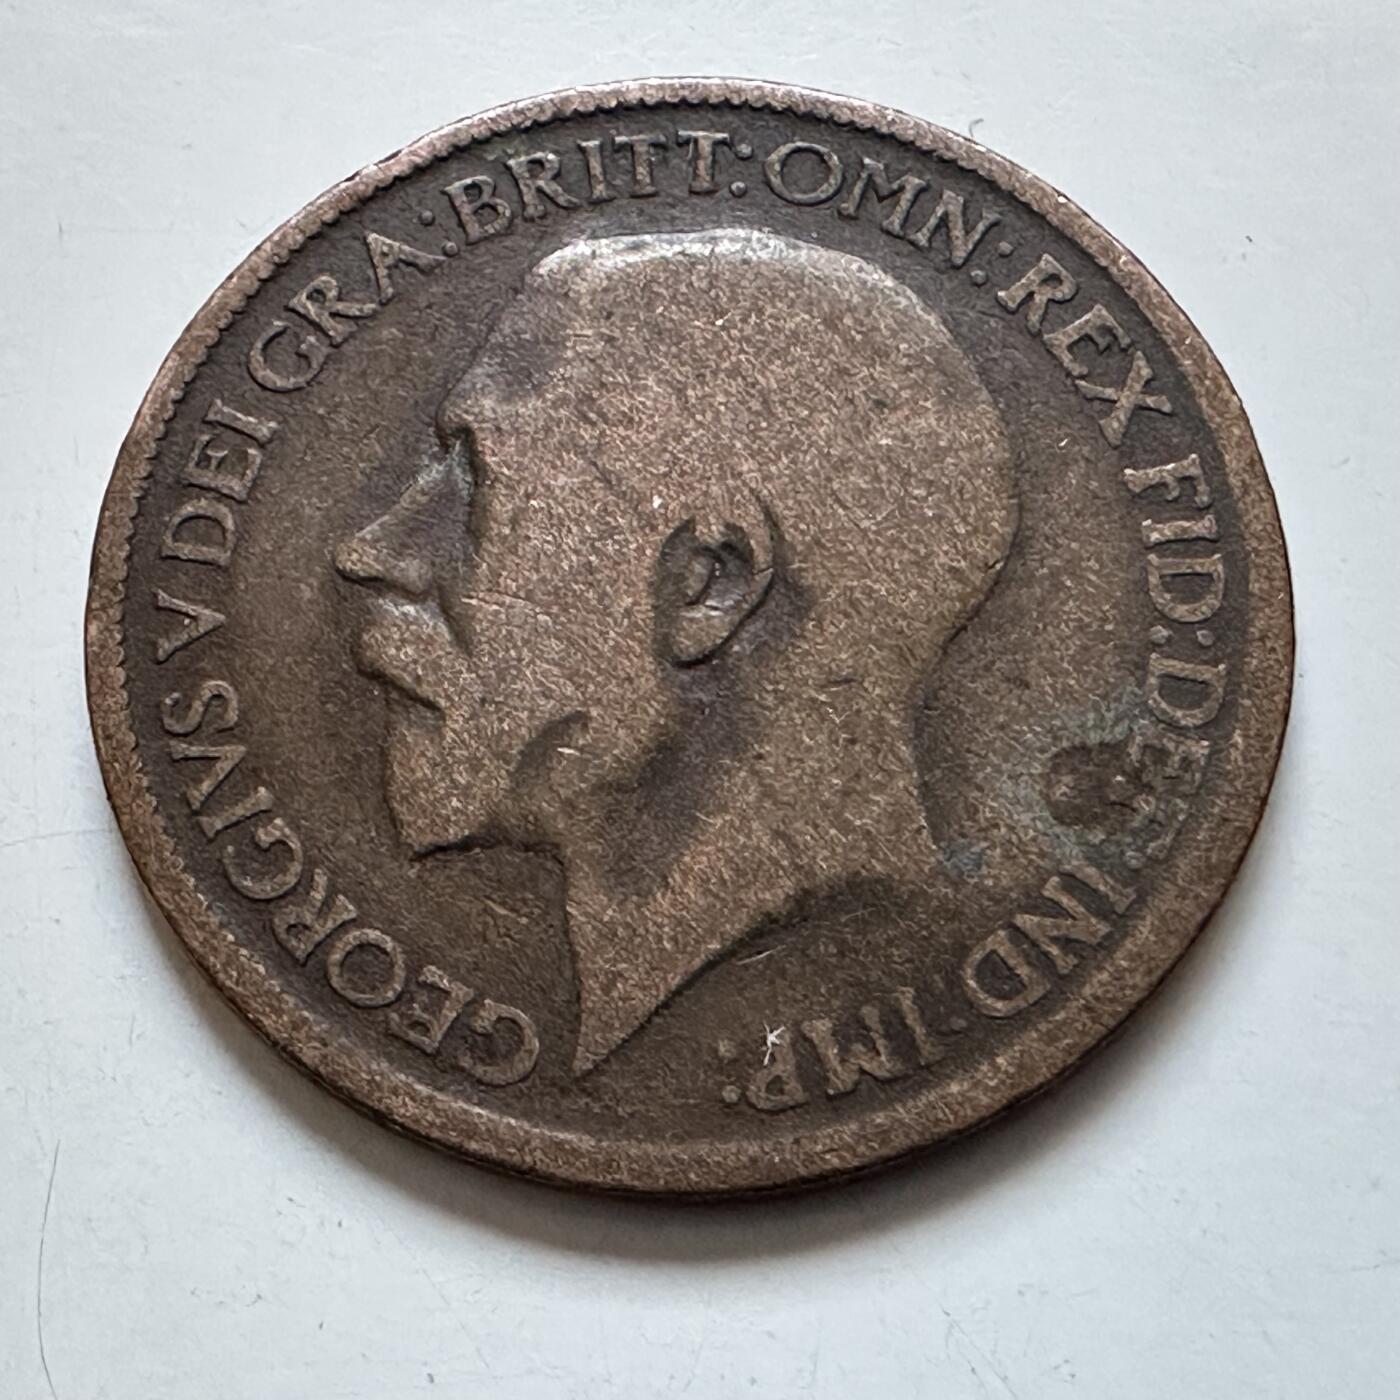 GEORGIVS V DEI GRA: BRITT: OMN: REX FID: DEF: IND: IMP: